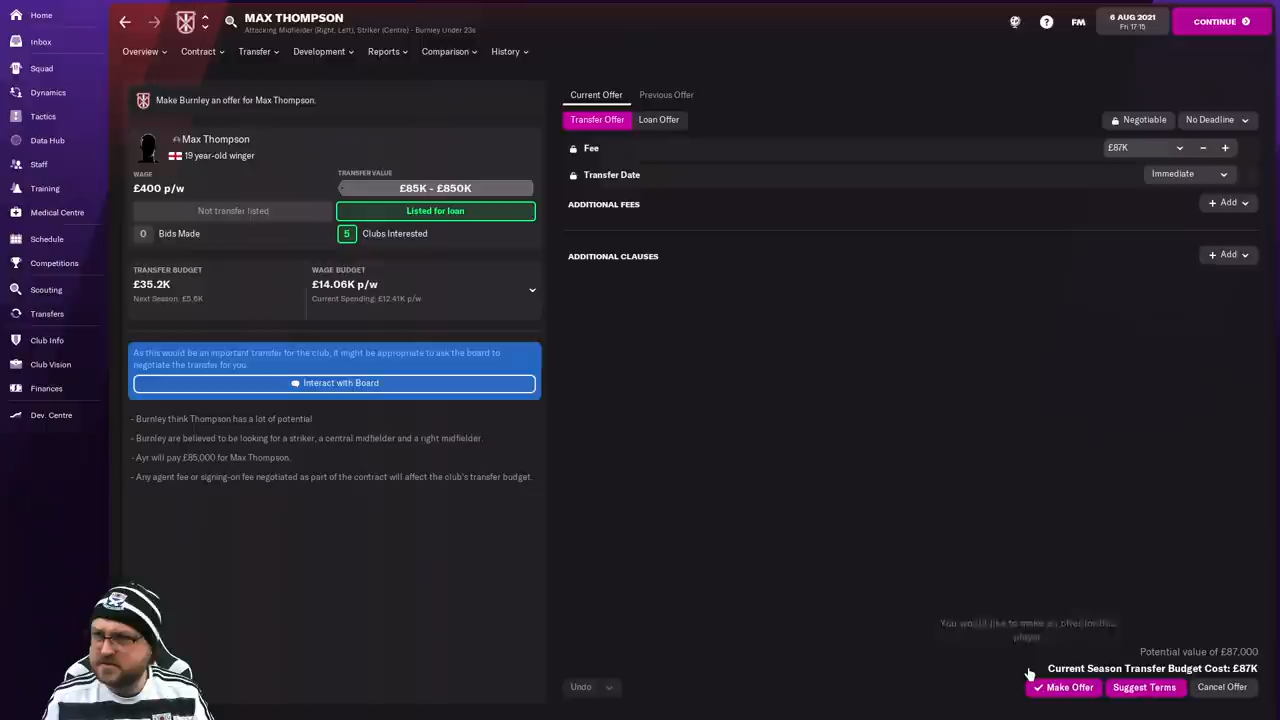 Home
Inbox
Squad
Dynamics
Tactics
Data Hub
Staff
Training
Medical Centre
Schedule
Competitions
Scouting
Transfers
Club Info
Club Vision
Finances
Dev. Centre
MAX THOMPSON
Attacking Midfielder (Right, Left), Striker (Centre) - Burnley Under 23s
FM
6 AUG 2021
Fri 17:15
CONTINUE
Overview
Contract
Transfer
Development
Reports
Comparison
History
Make Burnley an offer for Max Thompson.
Max Thompson
19 year-old winger
WAGE
£400 p/w
TRANSFER VALUE
£85K - £850K
Not transfer listed
Listed for loan
0 Bids Made
5 Clubs Interested
TRANSFER BUDGET
£35.2K
Next Season: £5.6K
WAGE BUDGET
£14.06K p/w
Current Spending: £12.41K p/w
As this would be an important transfer for the club, it might be appropriate to ask the board to
negotiate the transfer for you.
Interact with Board
- Burnley think Thompson has a lot of potential
- Burnley are believed to be looking for a striker, a central midfielder and a right midfielder.
- Ayr will pay £85,000 for Max Thompson.
- Any agent fee or signing-on fee negotiated as part of the contract will affect the club's transfer budget.
Current Offer
Previous Offer
Transfer Offer
Loan Offer
Negotiable
No Deadline
Fee
£87K
Transfer Date
Immediate
ADDITIONAL FEES
+ Add
ADDITIONAL CLAUSES
+ Add
You would like to make an offer for this
player
Potential value of £87,000
Current Season Transfer Budget Cost: £87K
Undo
Make Offer
Suggest Terms
Cancel Offer